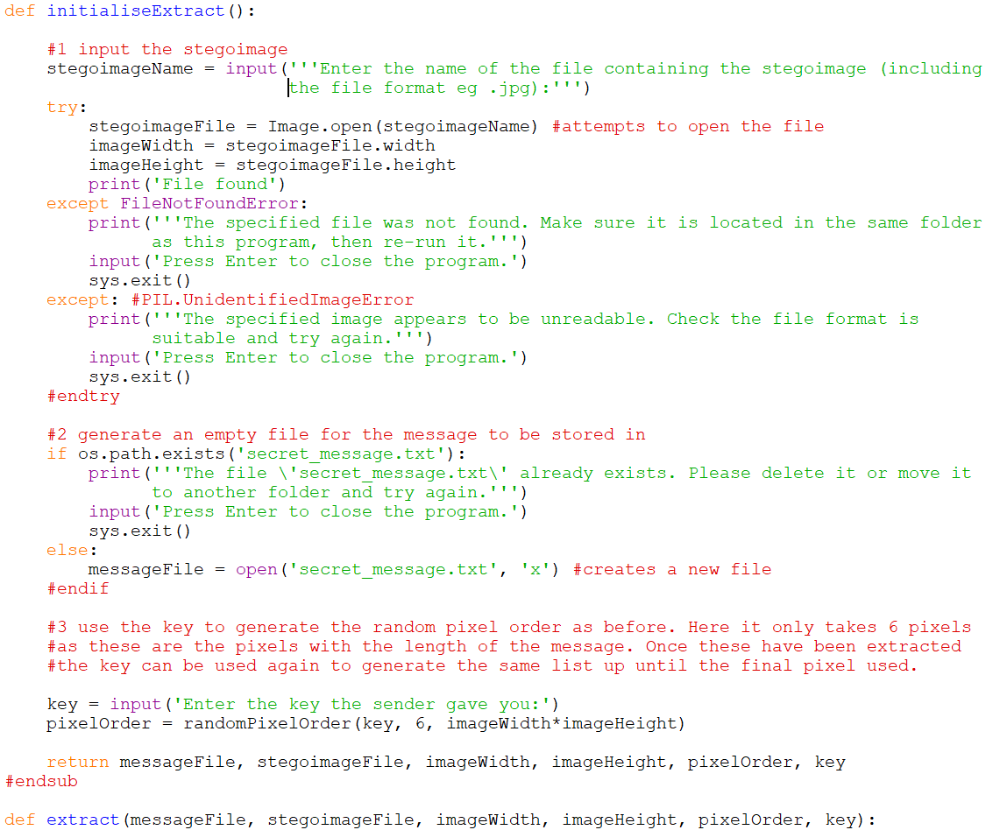 def initialiseExtract():

    #1 input the stegoimage
    stegoimageName = input('''Enter the name of the file containing the stegoimage (including
                           the file format eg .jpg):''')
    try:
        stegoimageFile = Image.open(stegoimageName) #attempts to open the file
        imageWidth = stegoimageFile.width
        imageHeight = stegoimageFile.height
        print('File found')
    except FileNotFoundError:
        print('''The specified file was not found. Make sure it is located in the same folder
              as this program, then re-run it.''')
        input('Press Enter to close the program.')
        sys.exit()
    except: #PIL.UnidentifiedImageError
        print('''The specified image appears to be unreadable. Check the file format is
              suitable and try again.''')
        input('Press Enter to close the program.')
        sys.exit()
    #endtry

    #2 generate an empty file for the message to be stored in
    if os.path.exists('secret_message.txt'):
        print('''The file \'secret_message.txt\' already exists. Please delete it or move it
              to another folder and try again.''')
        input('Press Enter to close the program.')
        sys.exit()
    else:
        messageFile = open('secret_message.txt', 'x') #creates a new file
    #endif

    #3 use the key to generate the random pixel order as before. Here it only takes 6 pixels
    #as these are the pixels with the length of the message. Once these have been extracted
    #the key can be used again to generate the same list up until the final pixel used.

    key = input('Enter the key the sender gave you:')
    pixelOrder = randomPixelOrder(key, 6, imageWidth*imageHeight)

    return messageFile, stegoimageFile, imageWidth, imageHeight, pixelOrder, key
#endsub

def extract(messageFile, stegoimageFile, imageWidth, imageHeight, pixelOrder, key):